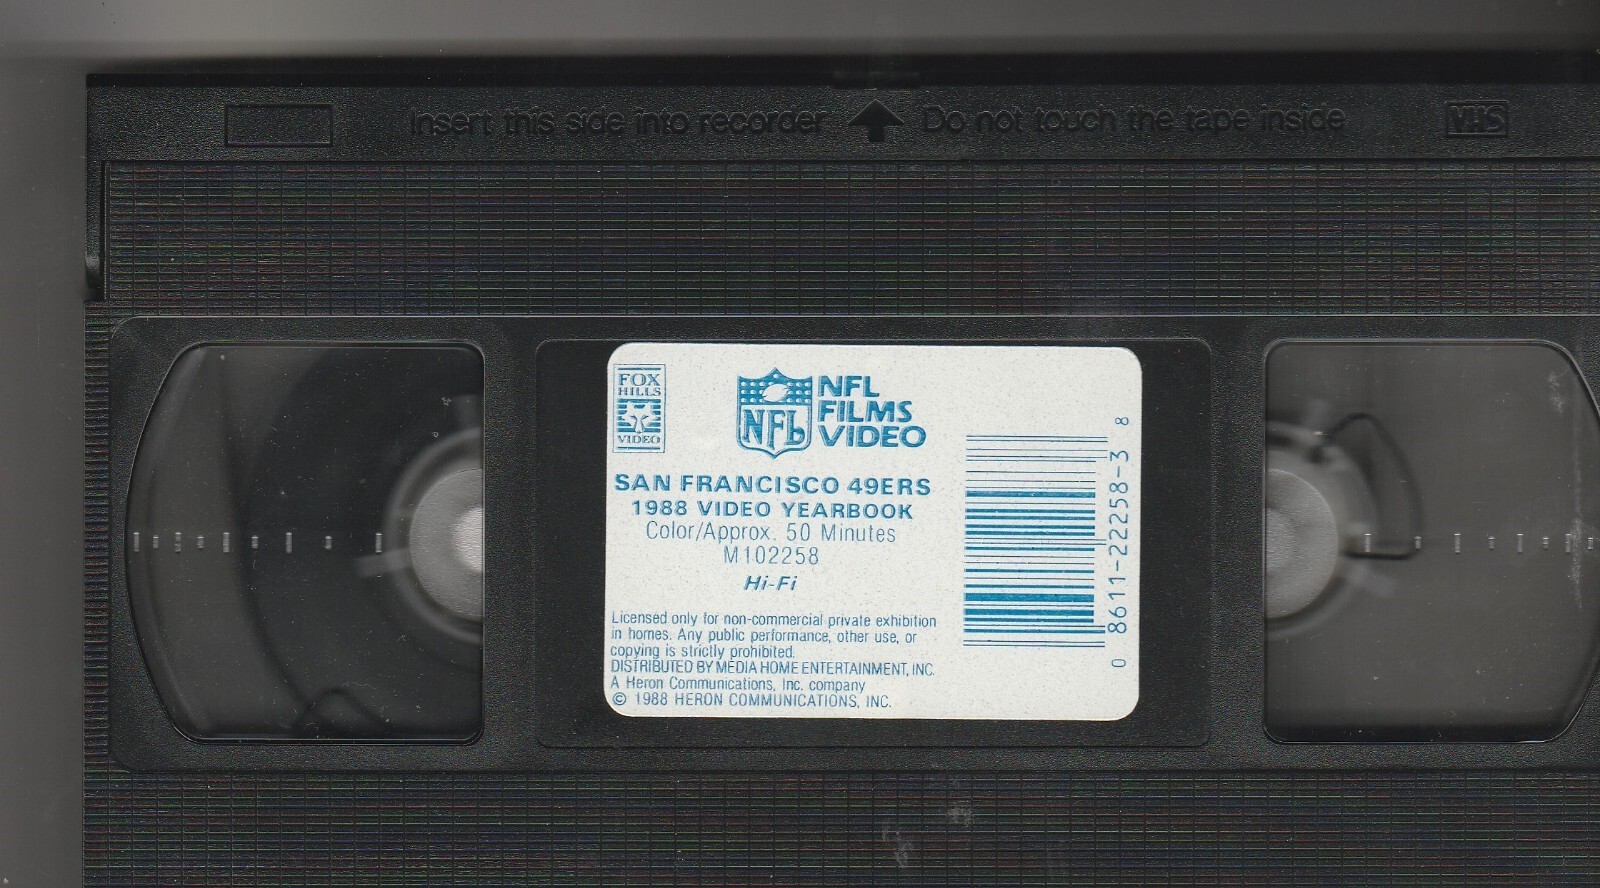 Insert this side into recorder
Do not touch the tape inside
VHS
FOX
HILLS
VIDEO
NFL
NFL
FILMS
VIDEO
SAN FRANCISCO 49ERS
1988 VIDEO YEARBOOK
Color/Approx. 50 Minutes
M102258
Hi-Fi
Licensed only for non-commercial private exhibition
in homes. Any public performance, other use, or
copying is strictly prohibited.
DISTRIBUTED BY MEDIA HOME ENTERTAINMENT, INC.
A Heron Communications, Inc. company
© 1988 HERON COMMUNICATIONS, INC.
0 8611-22258-3 8